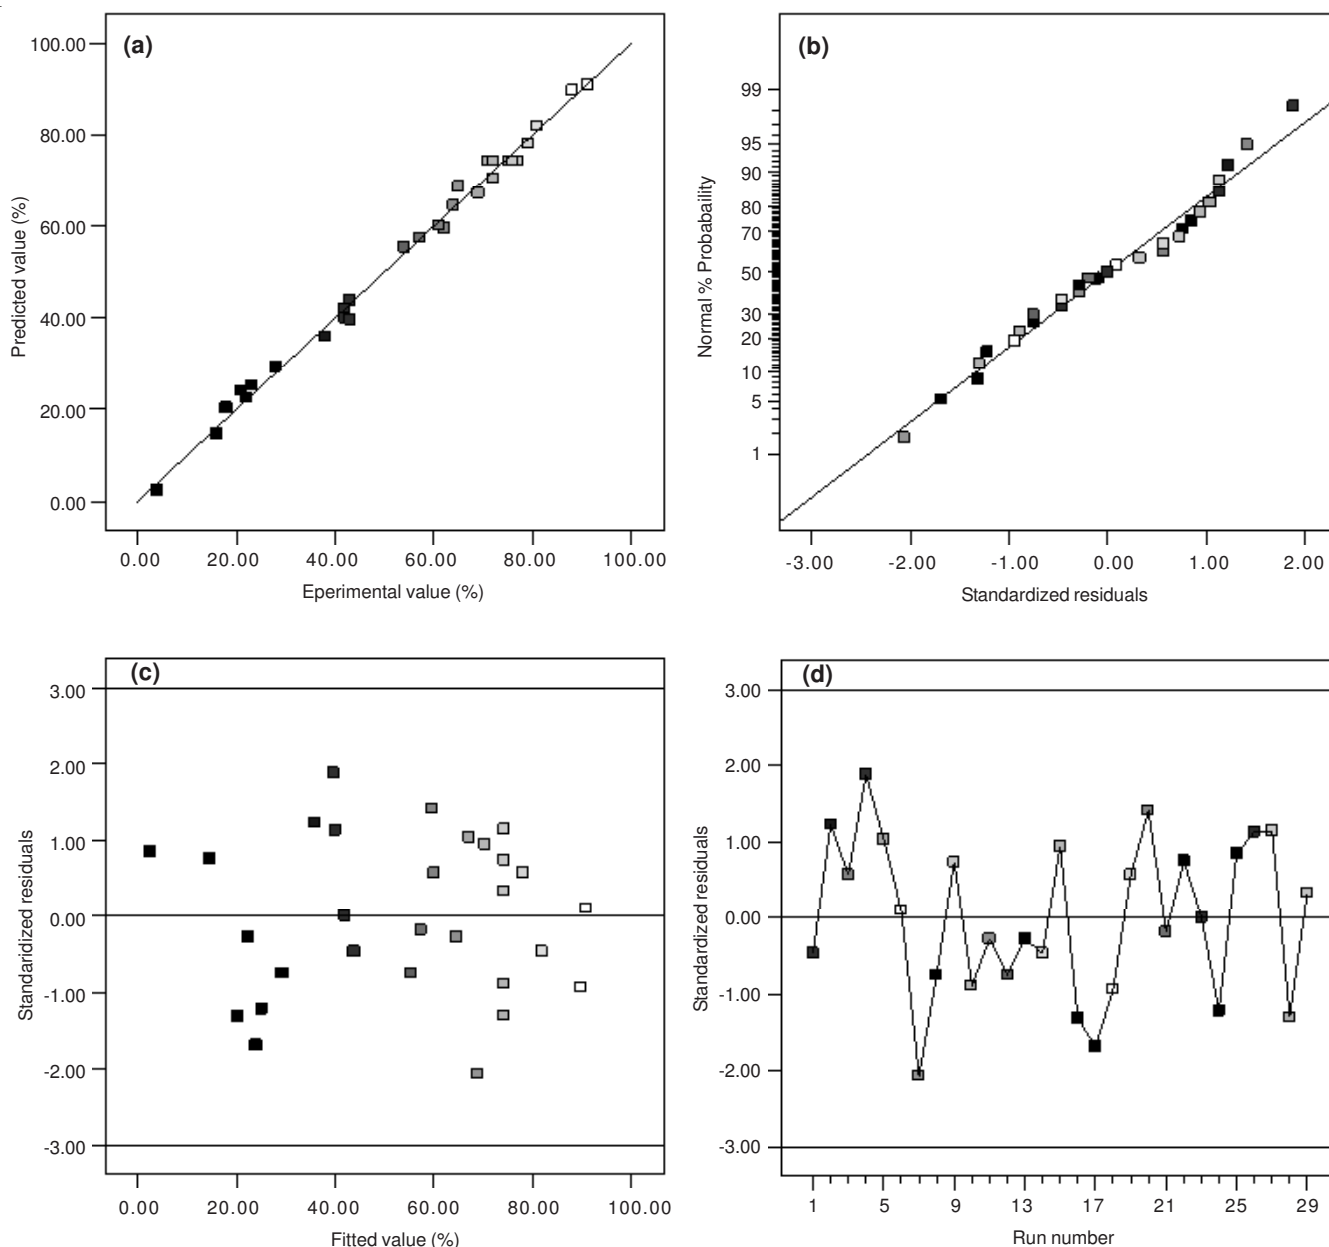 (a)
100.00
80.00
60.00
40.00
20.00
0.00
Predicted value (%)
0.00 20.00 40.00 60.00 80.00 100.00
Eperimental value (%)
(b)
99
95
90
80
70
50
30
20
10
5
1
Normal % Probabaility
-3.00 -2.00 -1.00 0.00 1.00 2.00
Standardized residuals
(c)
3.00
2.00
1.00
0.00
-1.00
-2.00
-3.00
Standaridized residuals
0.00 20.00 40.00 60.00 80.00 100.00
Fitted value (%)
(d)
3.00
2.00
1.00
0.00
-1.00
-2.00
-3.00
Standardized residuals
1 5 9 13 17 21 25 29
Run number